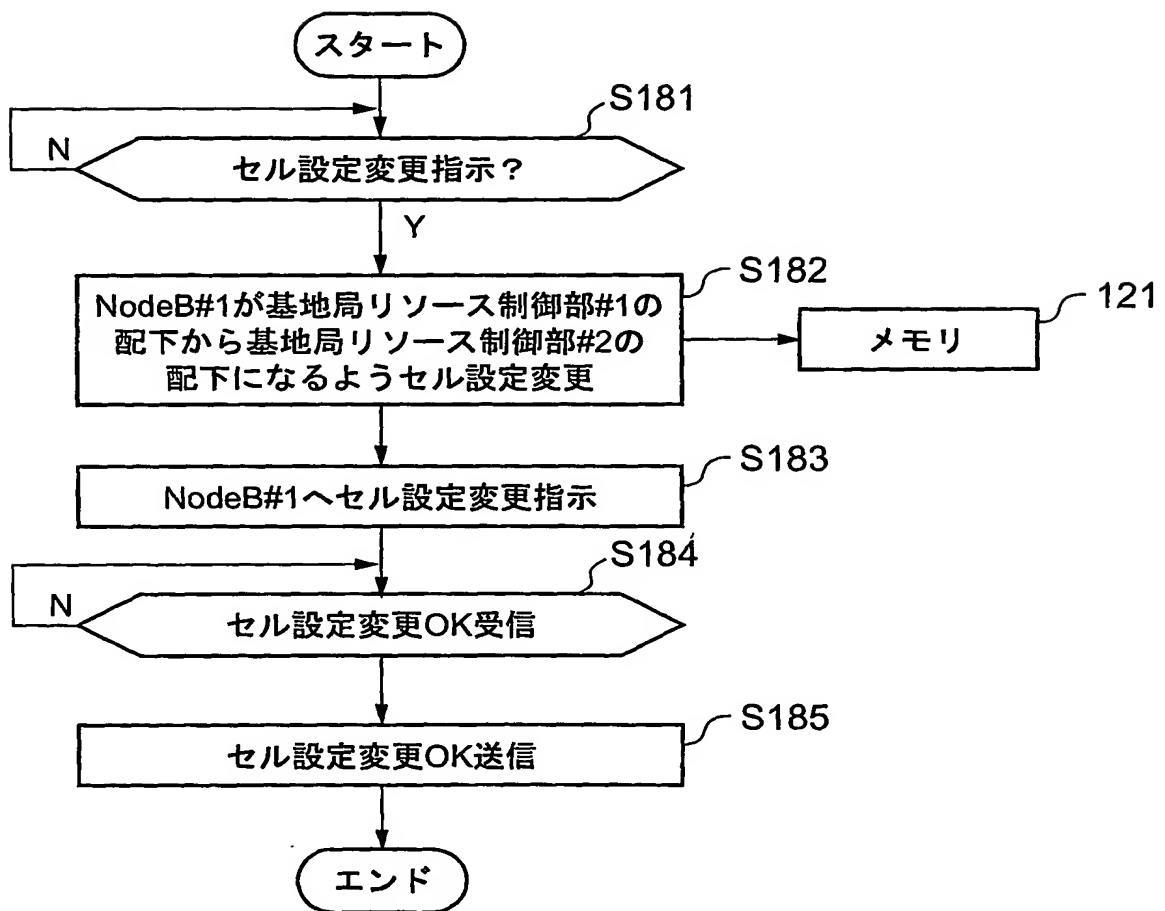 スタート
S181
N
セル設定変更指示？
Y
S182
NodeB#1が基地局リソース制御部#1の
配下から基地局リソース制御部#2の
配下になるようセル設定変更
121
メモリ
S183
NodeB#1へセル設定変更指示
S184
N
セル設定変更OK受信
S185
セル設定変更OK送信
エンド